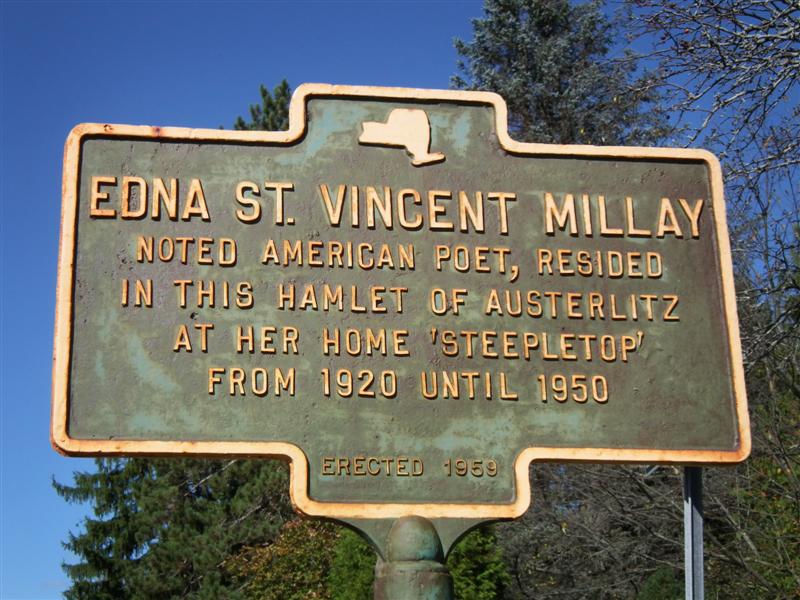 EDNA ST. VINCENT MILLAY
NOTED AMERICAN POET, RESIDED
IN THIS HAMLET OF AUSTERLITZ
AT HER HOME 'STEEPLETOP'
FROM 1920 UNTIL 1950
ERECTED 1959